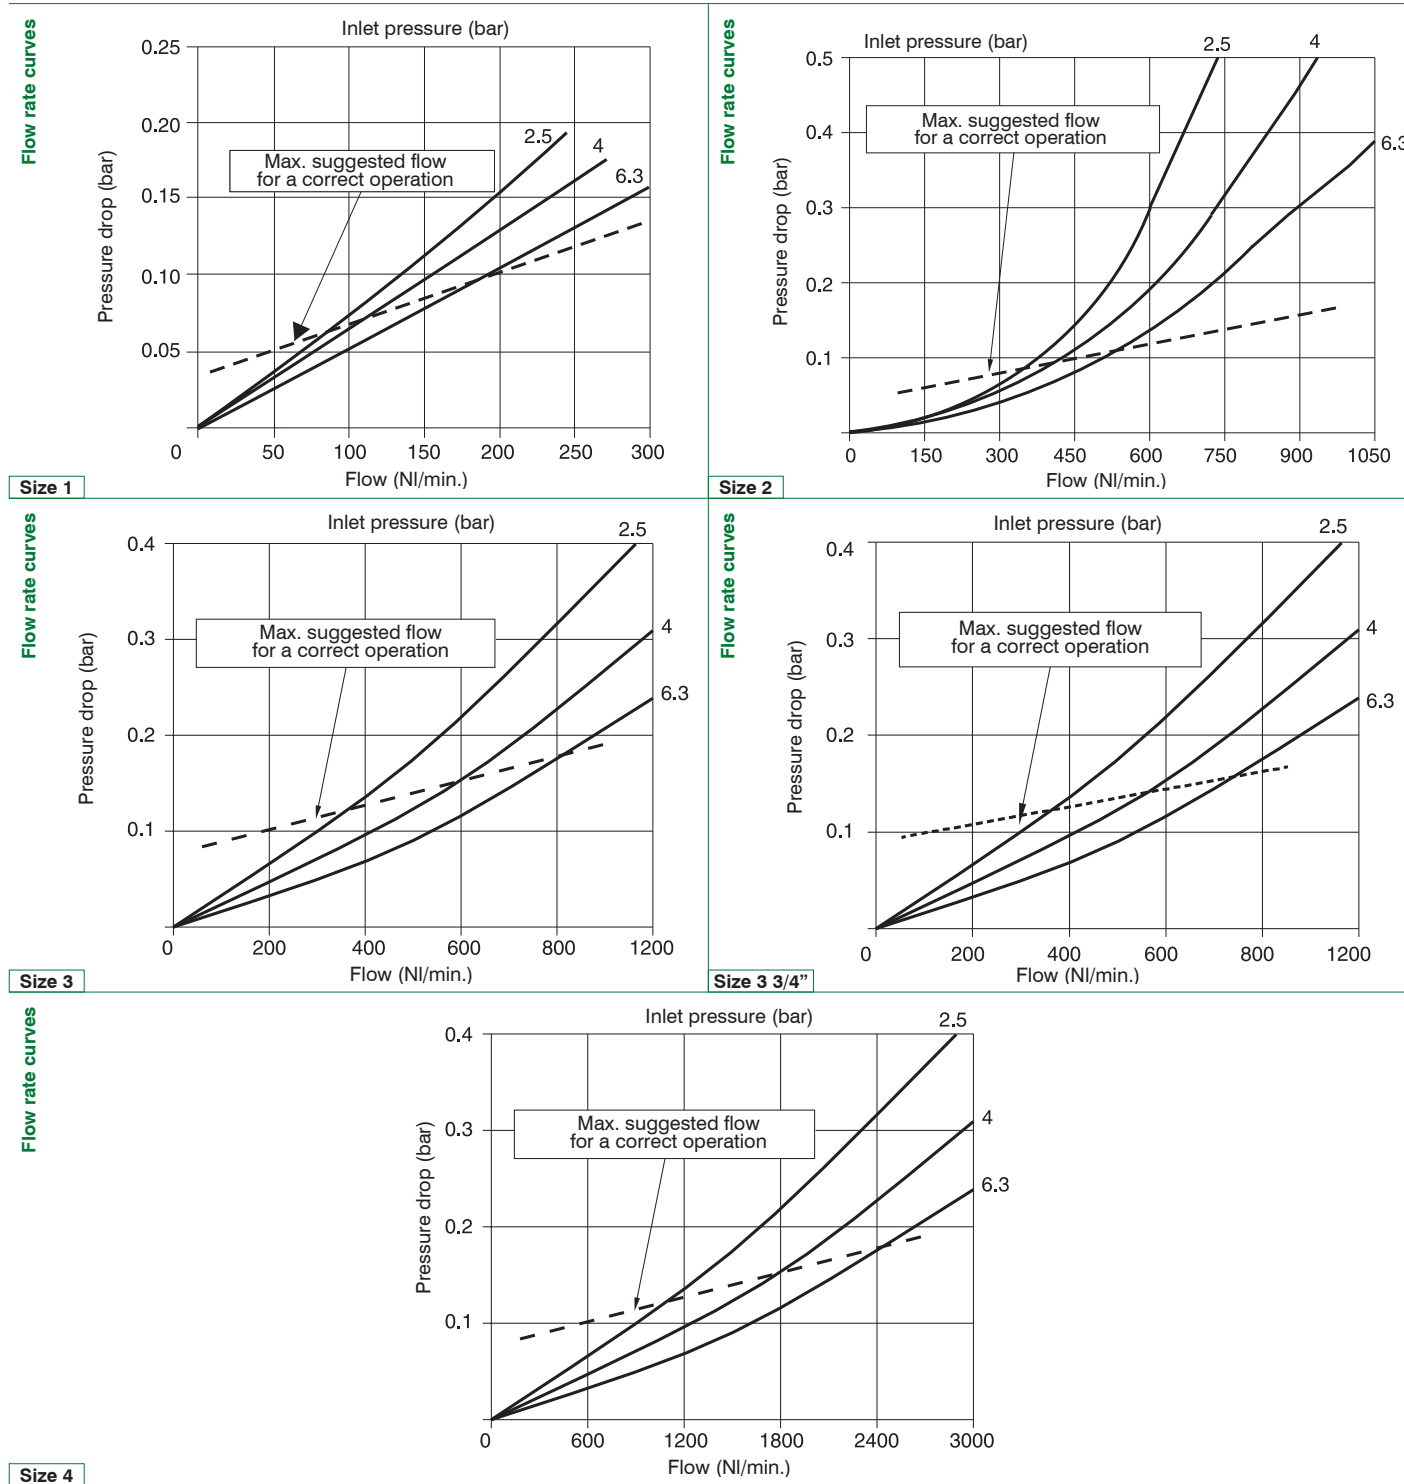 Flow rate curves
Inlet pressure (bar)
0.25
0.20
0.15
0.10
0.05
Pressure drop (bar)
Max. suggested flow
for a correct operation
2.5
4
6.3
0 50 100 150 200 250 300
Flow (Nl/min.)
Size 1
Flow rate curves
Inlet pressure (bar)
2.5
4
6.3
0.5
0.4
0.3
0.2
0.1
Pressure drop (bar)
Max. suggested flow
for a correct operation
0 150 300 450 600 750 900 1050
Flow (Nl/min.)
Size 2
Flow rate curves
Inlet pressure (bar)
2.5
4
6.3
0.4
0.3
0.2
0.1
Pressure drop (bar)
Max. suggested flow
for a correct operation
0 200 400 600 800 1200
Flow (Nl/min.)
Size 3
Flow rate curves
Inlet pressure (bar)
2.5
4
6.3
0.4
0.3
0.2
0.1
Pressure drop (bar)
Max. suggested flow
for a correct operation
0 200 400 600 800 1200
Flow (Nl/min.)
Size 3 3/4”
Flow rate curves
Inlet pressure (bar)
2.5
4
6.3
0.4
0.3
0.2
0.1
Pressure drop (bar)
Max. suggested flow
for a correct operation
0 600 1200 1800 2400 3000
Flow (Nl/min.)
Size 4